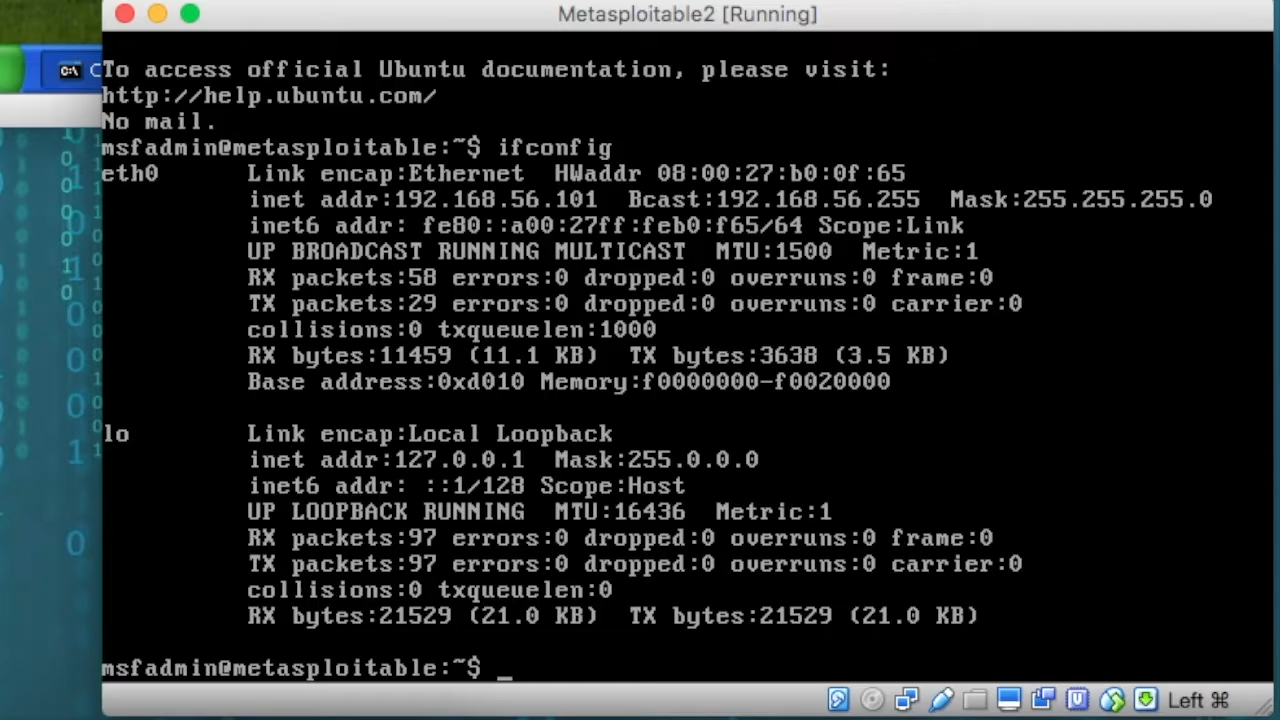 Metasploitable2 [Running]
To access official Ubuntu documentation, please visit:
http://help.ubuntu.com/
No mail.
msfadmin@metasploitable:~$ ifconfig
eth0 Link encap:Ethernet HWaddr 08:00:27:b0:0f:65
inet addr:192.168.56.101 Bcast:192.168.56.255 Mask:255.255.255.0
inet6 addr: fe80::a00:27ff:feb0:f65/64 Scope:Link
UP BROADCAST RUNNING MULTICAST MTU:1500 Metric:1
RX packets:58 errors:0 dropped:0 overruns:0 frame:0
TX packets:29 errors:0 dropped:0 overruns:0 carrier:0
collisions:0 txqueuelen:1000
RX bytes:11459 (11.1 KB) TX bytes:3638 (3.5 KB)
Base address:0xd010 Memory:f0000000-f0020000
lo Link encap:Local Loopback
inet addr:127.0.0.1 Mask:255.0.0.0
inet6 addr: ::1/128 Scope:Host
UP LOOPBACK RUNNING MTU:16436 Metric:1
RX packets:97 errors:0 dropped:0 overruns:0 frame:0
TX packets:97 errors:0 dropped:0 overruns:0 carrier:0
collisions:0 txqueuelen:0
RX bytes:21529 (21.0 KB) TX bytes:21529 (21.0 KB)
msfadmin@metasploitable:~$ _
Left ⌘